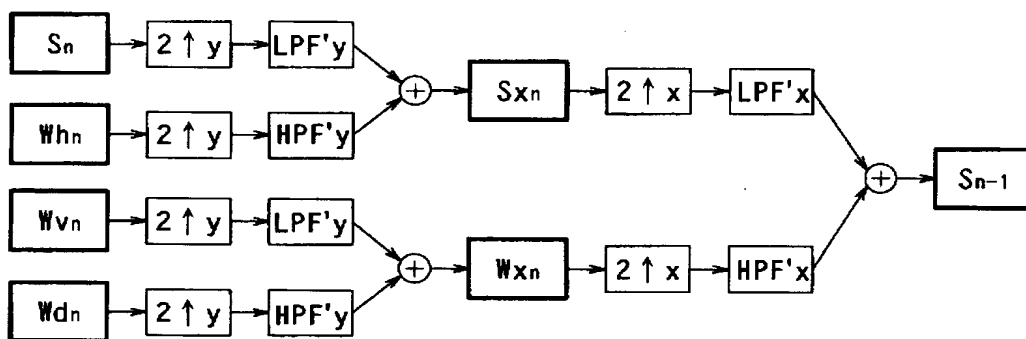 Sn 2↑y LPF'y
Sxn 2↑x LPF'x
Whn 2↑y HPF'y
Sn-1
Wvn 2↑y LPF'y
Wxn 2↑x HPF'x
Wdn 2↑y HPF'y